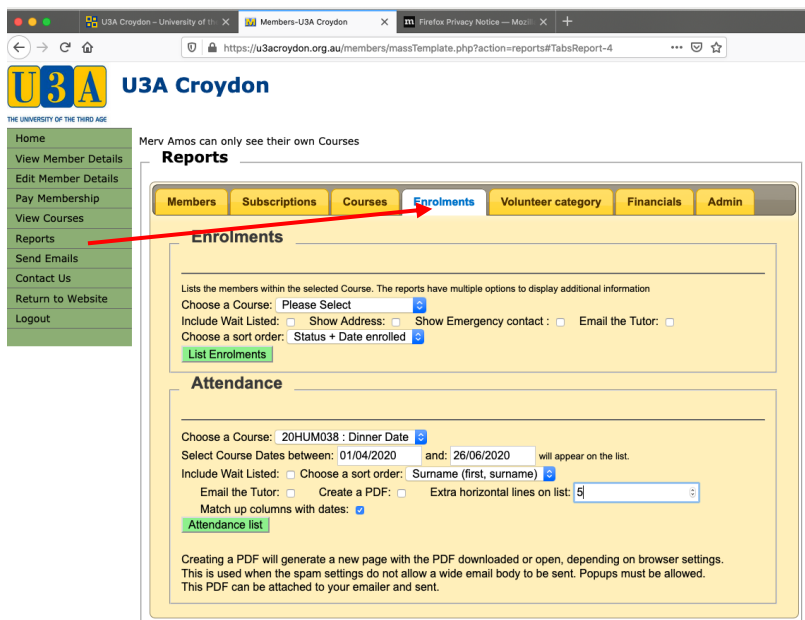 U3A Croydon – University of th
Members-U3A Croydon
Firefox Privacy Notice — Mozill
https://u3acroydon.org.au/members/massTemplate.php?action=reports#TabsReport-4
U3A
THE UNIVERSITY OF THE THIRD AGE
U3A Croydon
Home
View Member Details
Edit Member Details
Pay Membership
View Courses
Reports
Send Emails
Contact Us
Return to Website
Logout
Merv Amos can only see their own Courses
Reports
Members Subscriptions Courses Enrolments Volunteer category Financials Admin
Enrolments
Lists the members within the selected Course. The reports have multiple options to display additional information
Choose a Course: Please Select
Include Wait Listed: Show Address: Show Emergency contact : Email the Tutor:
Choose a sort order: Status + Date enrolled
List Enrolments
Attendance
Choose a Course: 20HUM038 : Dinner Date
Select Course Dates between: 01/04/2020 and: 26/06/2020 will appear on the list.
Include Wait Listed: Choose a sort order: Surname (first, surname)
Email the Tutor: Create a PDF: Extra horizontal lines on list: 5
Match up columns with dates:
Attendance list
Creating a PDF will generate a new page with the PDF downloaded or open, depending on browser settings.
This is used when the spam settings do not allow a wide email body to be sent. Popups must be allowed.
This PDF can be attached to your emailer and sent.